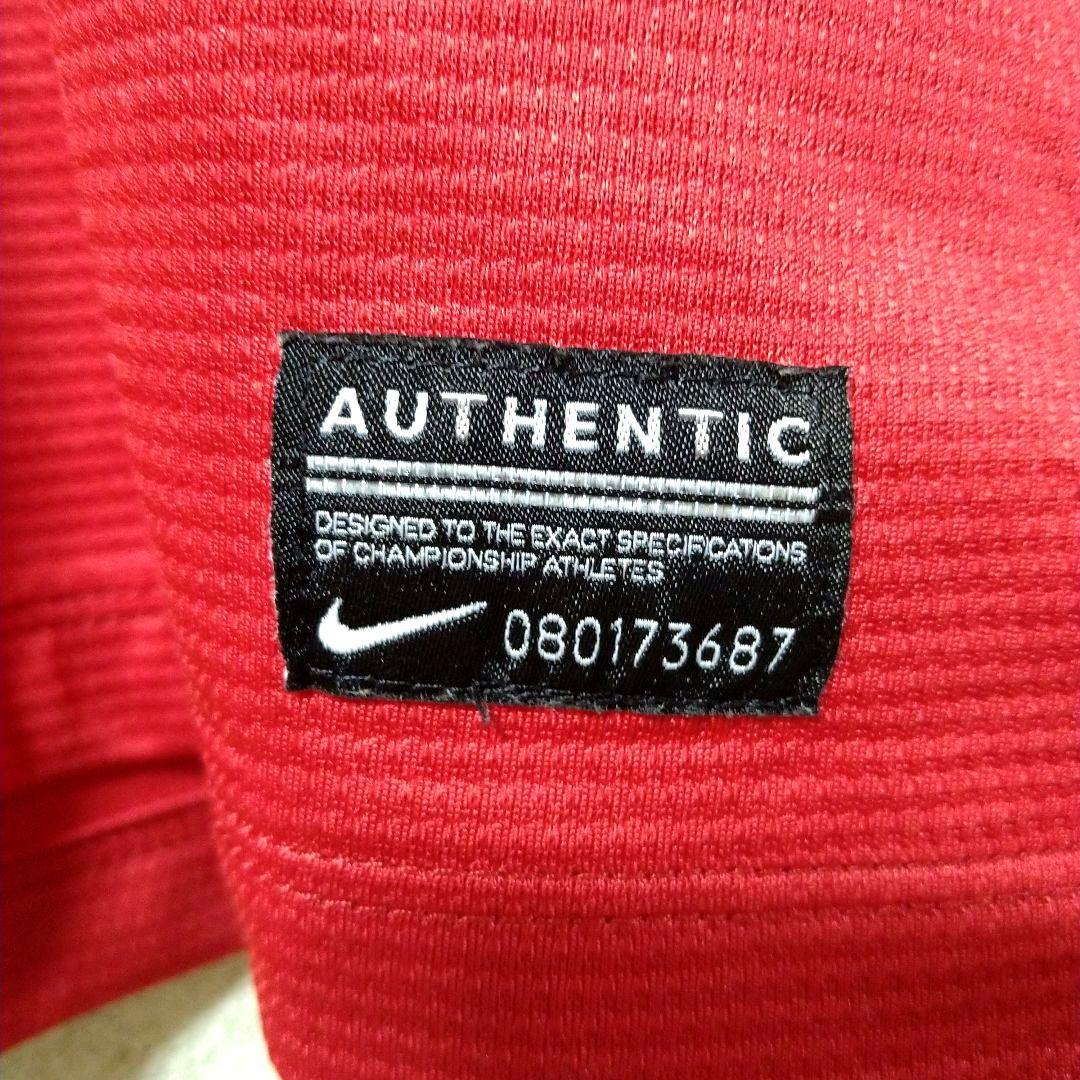 AUTHENTIC
DESIGNED TO THE EXACT SPECIFICATIONS
OF CHAMPIONSHIP ATHLETES
080173687